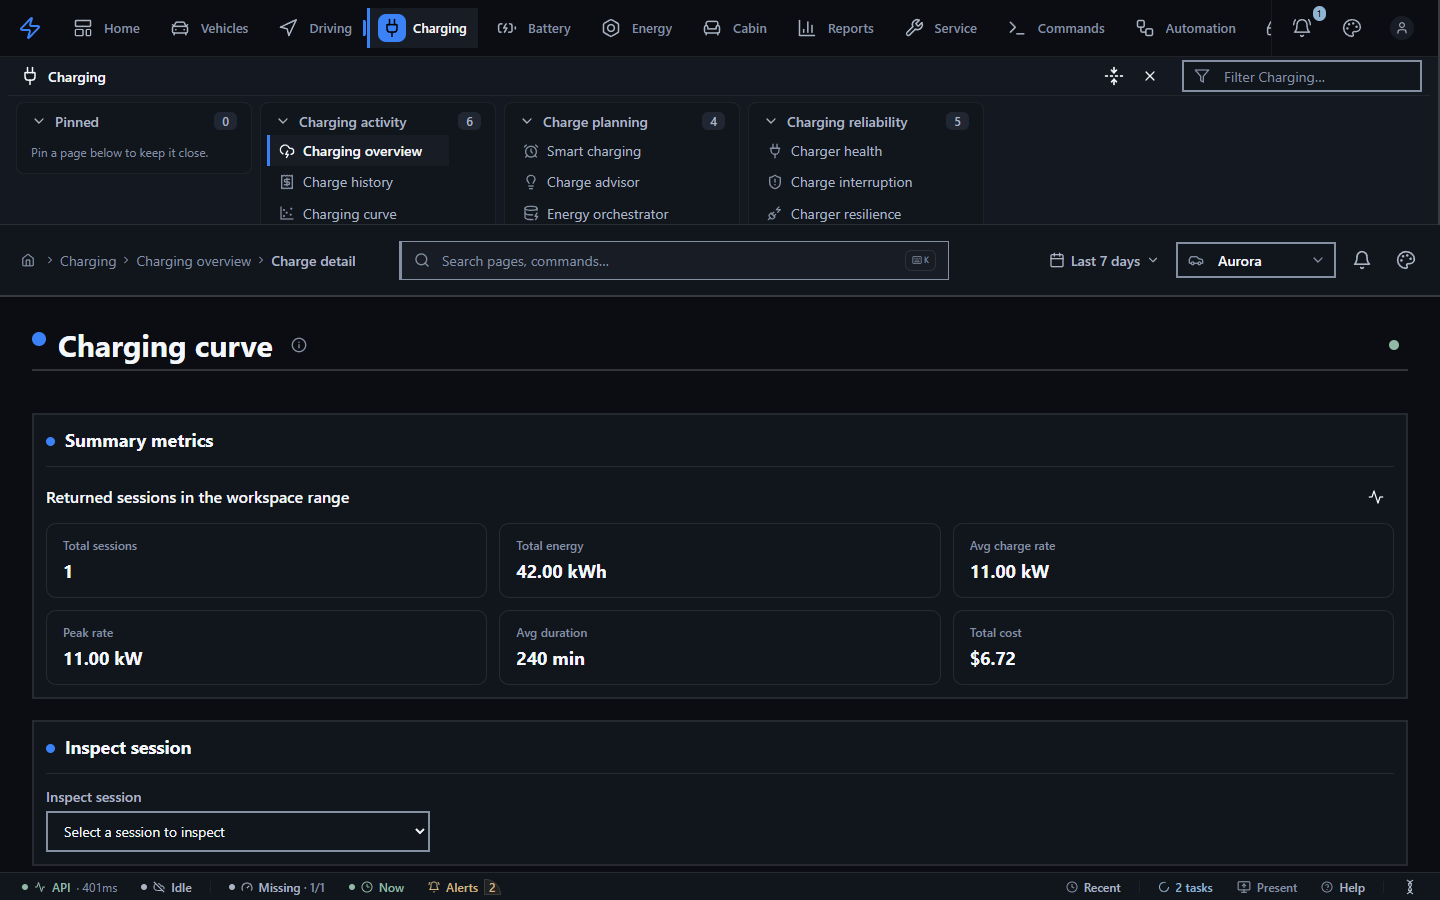 Home Vehicles Driving Charging Battery Energy Cabin Reports Service Commands Automation 1
Charging Filter Charging...
Pinned 0
Pin a page below to keep it close.
Charging activity 6
Charging overview
Charge history
Charging curve
Charge planning 4
Smart charging
Charge advisor
Energy orchestrator
Charging reliability 5
Charger health
Charge interruption
Charger resilience
Charging > Charging overview > Charge detail Search pages, commands... K Last 7 days Aurora
Charging curve
Summary metrics
Returned sessions in the workspace range
Total sessions
1
Total energy
42.00 kWh
Avg charge rate
11.00 kW
Peak rate
11.00 kW
Avg duration
240 min
Total cost
$6.72
Inspect session
Inspect session
Select a session to inspect
API · 401ms Idle Missing · 1/1 Now Alerts 2 Recent 2 tasks Present Help